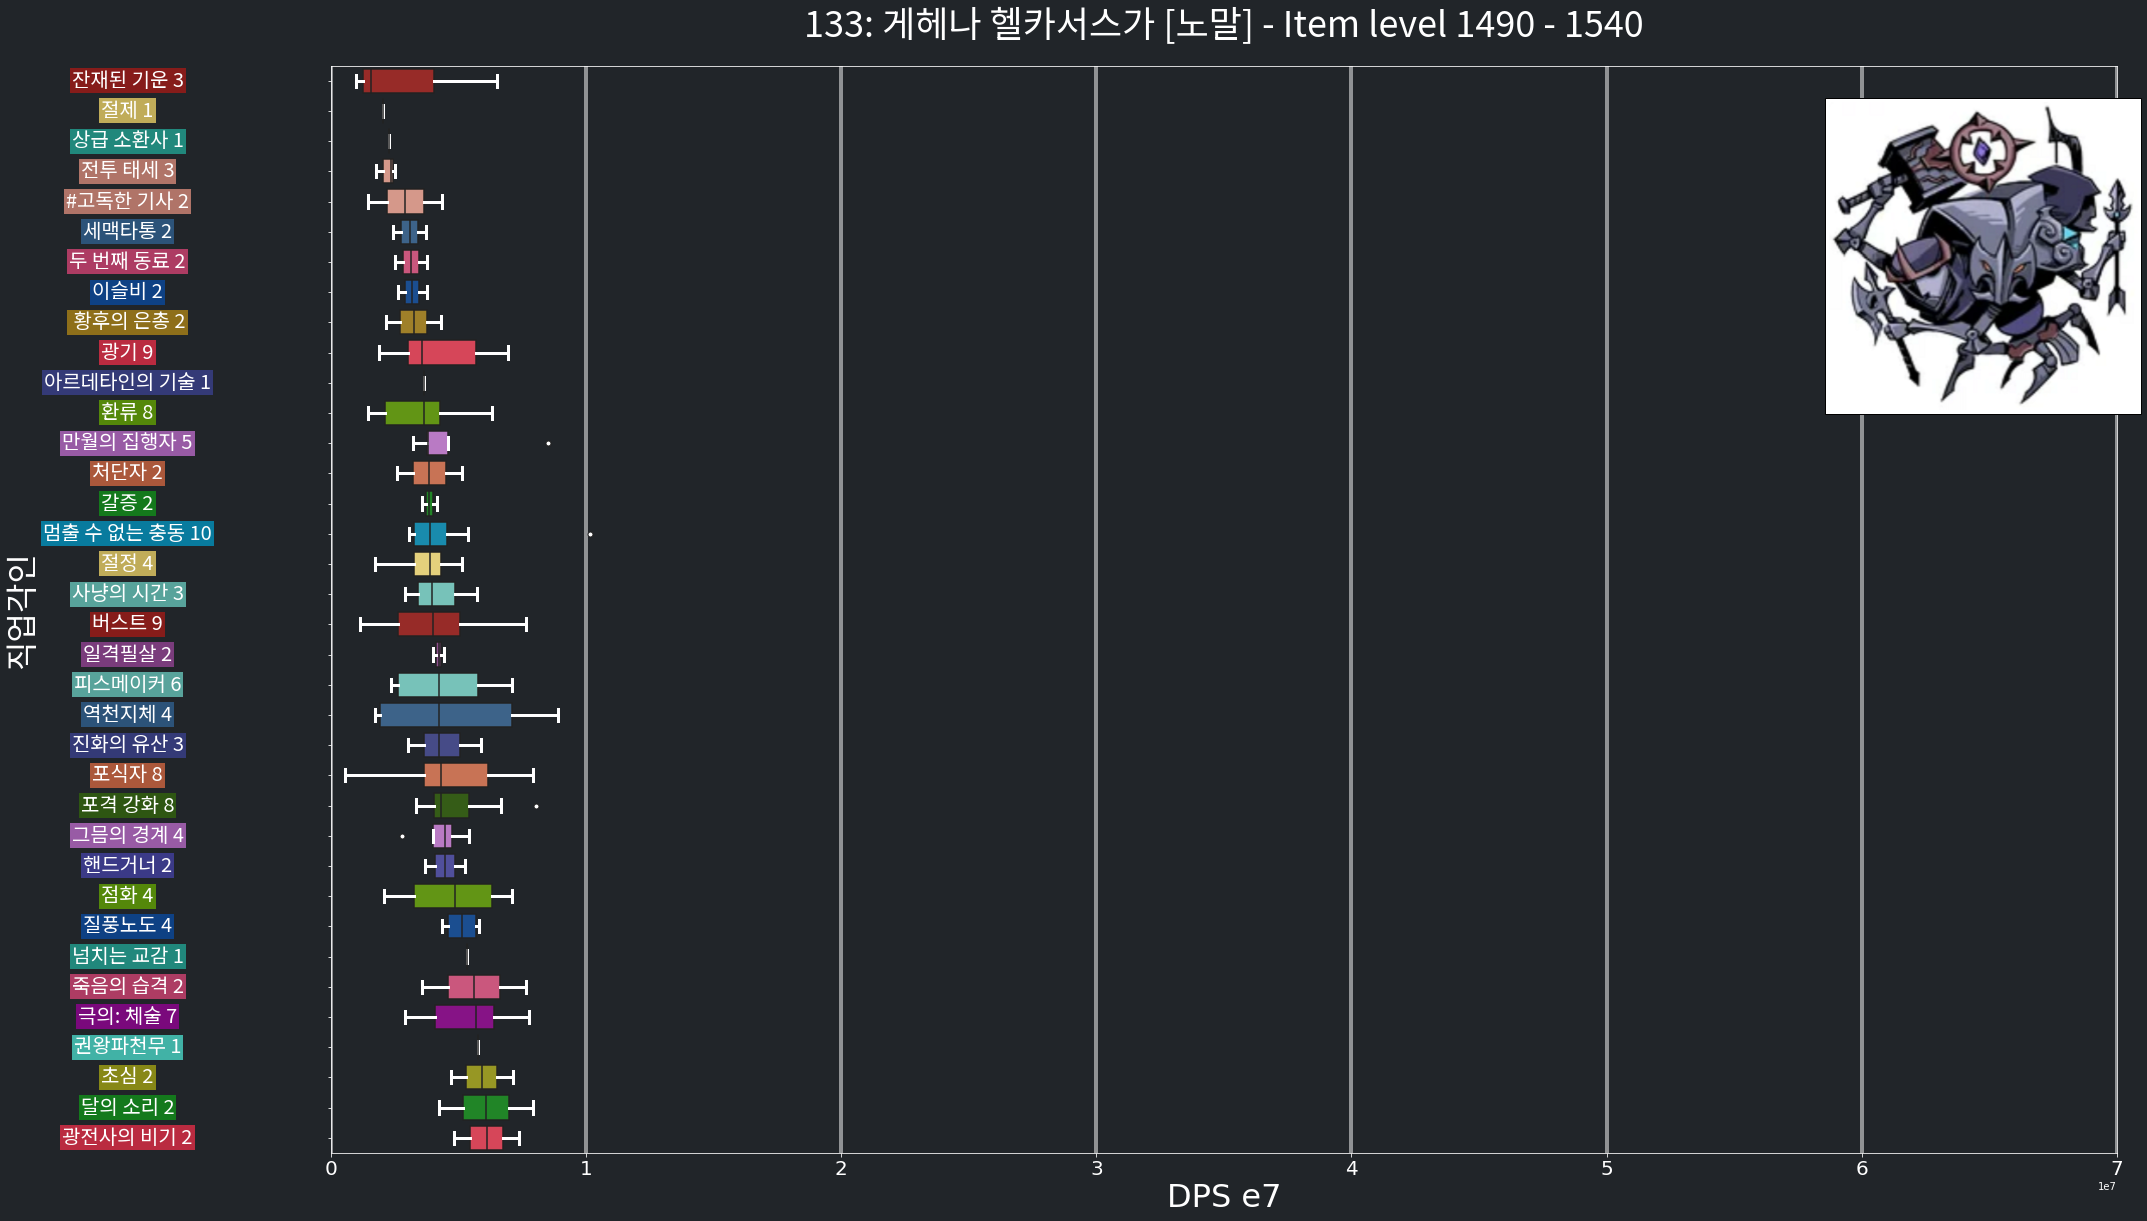 133: 게헤나 헬카서스가 [노말] - Item level 1490 - 1540
잔재된 기운 3
절제 1
상급 소환사 1
전투 태세 3
#고독한 기사 2
세맥타통 2
두 번째 동료 2
이슬비 2
황후의 은총 2
광기 9
아르데타인의 기술 1
환류 8
만월의 집행자 5
처단자 2
갈증 2
멈출 수 없는 충동 10
절정 4
사냥의 시간 3
버스트 9
일격필살 2
피스메이커 6
역천지체 4
진화의 유산 3
포식자 8
포격 강화 8
그믐의 경계 4
핸드거너 2
점화 4
질풍노도 4
넘치는 교감 1
죽음의 습격 2
극의: 체술 7
권왕파천무 1
초심 2
달의 소리 2
광전사의 비기 2
직업각인
0 1 2 3 4 5 6 7
1e7
DPS e7